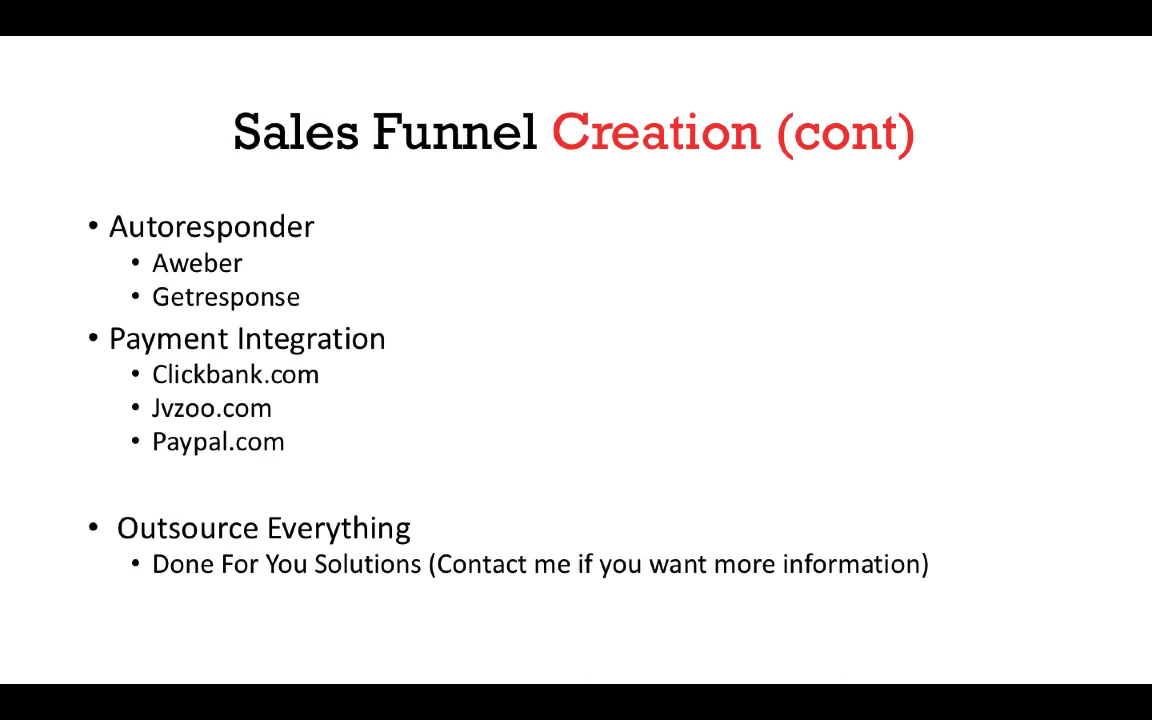 Sales Funnel Creation (cont)
• Autoresponder
• Aweber
• Getresponse
• Payment Integration
• Clickbank.com
• Jvzoo.com
• Paypal.com
• Outsource Everything
• Done For You Solutions (Contact me if you want more information)